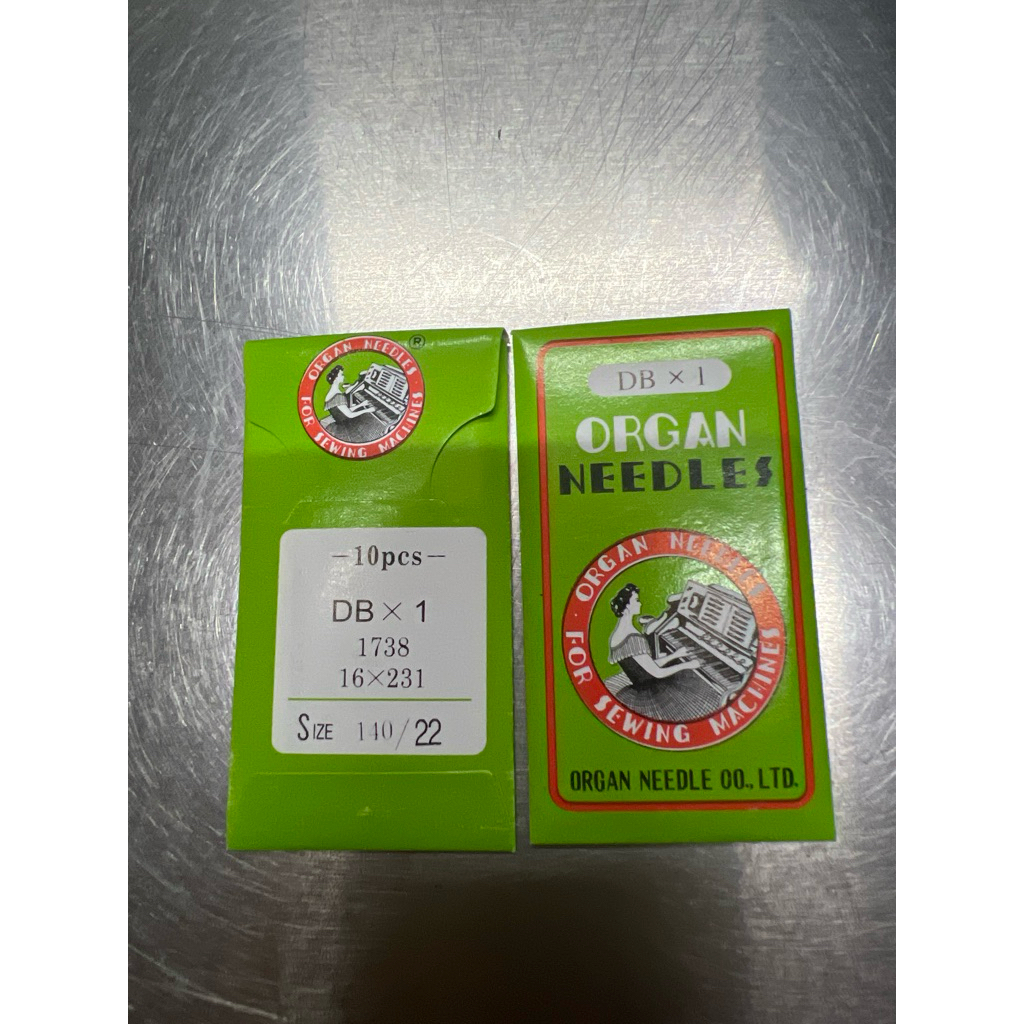 ORGAN NEEDLES ®
FOR SEWING MACHINES
-10pcs-
DB×1
1738
16×231
SIZE 140/22
DB×1
ORGAN
NEEDLES
ORGAN NEEDLES
FOR SEWING MACHINES
ORGAN NEEDLE CO., LTD.